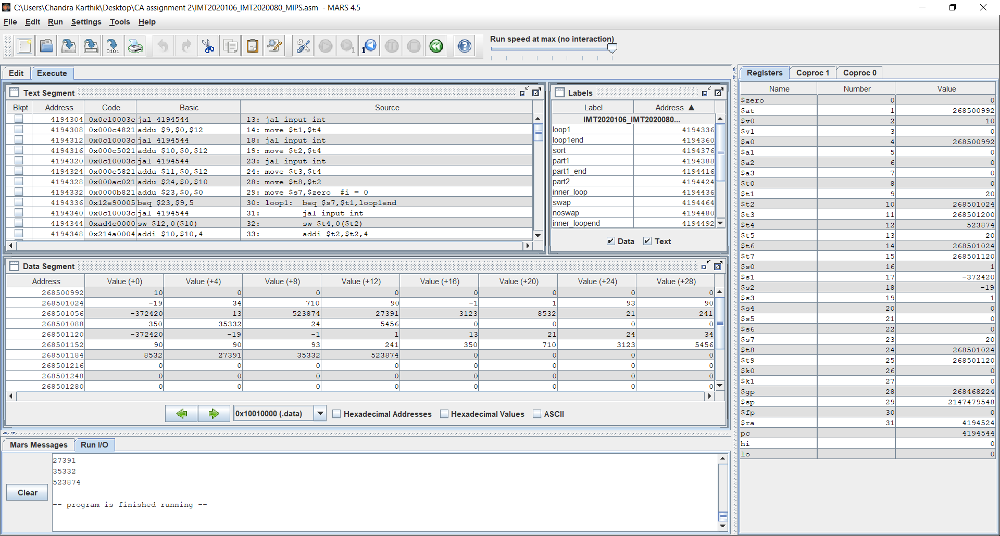 C:\Users\Chandra Karthik\Desktop\CA assignment 2\IMT2020106_IMT2020080_MIPS.asm - MARS 4.5
File Edit Run Settings Tools Help
Run speed at max (no interaction)
Edit Execute
Text Segment
Bkpt Address Code Basic Source
4194304 0x0c10003c jal 4194544 13: jal input int
4194308 0x000c4821 addu $9,$0,$12 14: move $t1,$t4
4194312 0x0c10003c jal 4194544 18: jal input int
4194316 0x000c5021 addu $10,$0,$12 19: move $t2,$t4
4194320 0x0c10003c jal 4194544 23: jal input int
4194324 0x000c5821 addu $11,$0,$12 24: move $t3,$t4
4194328 0x000ac021 addu $24,$0,$10 28: move $t8,$t2
4194332 0x0000b821 addu $23,$0,$0 29: move $s7,$zero #i = 0
4194336 0x12e90005 beq $23,$9,5 30: loop1: beq $s7,$t1,loop1end
4194340 0x0c10003c jal 4194544 31: jal input int
4194344 0xad4c0000 sw $12,0($10) 32: sw $t4,0($t2)
4194348 0x214a0004 addi $10,$10,4 33: addi $t2,$t2,4
Labels
Label Address ▲
IMT2020106_IMT2020080...
loop1 4194336
loop1end 4194360
sort 4194376
part1 4194388
part1_end 4194416
part2 4194424
inner_loop 4194436
swap 4194464
noswap 4194480
inner_loopend 4194492
Data Text
Data Segment
Address Value (+0) Value (+4) Value (+8) Value (+12) Value (+16) Value (+20) Value (+24) Value (+28)
268500992 10 0 0 0 0 0 0 0
268501024 -19 34 710 90 -1 1 93 90
268501056 -372420 13 523874 27391 3123 8532 21 241
268501088 350 35332 24 5456 0 0 0 0
268501120 -372420 -19 -1 1 13 21 24 34
268501152 90 90 93 241 350 710 3123 5456
268501184 8532 27391 35332 523874 0 0 0 0
268501216 0 0 0 0 0 0 0 0
268501248 0 0 0 0 0 0 0 0
268501280 0 0 0 0 0 0 0 0
0x10010000 (.data) Hexadecimal Addresses Hexadecimal Values ASCII
Mars Messages Run I/O
27391
35332
523874
Clear
-- program is finished running --
Registers Coproc 1 Coproc 0
Name Number Value
$zero 0 0
$at 1 268500992
$v0 2 10
$v1 3 0
$a0 4 268500992
$a1 5 0
$a2 6 0
$a3 7 0
$t0 8 0
$t1 9 20
$t2 10 268501024
$t3 11 268501200
$t4 12 523874
$t5 13 20
$t6 14 268501024
$t7 15 268501120
$s0 16 1
$s1 17 -372420
$s2 18 -19
$s3 19 1
$s4 20 0
$s5 21 0
$s6 22 0
$s7 23 20
$t8 24 268501024
$t9 25 268501120
$k0 26 0
$k1 27 0
$gp 28 268468224
$sp 29 2147479548
$fp 30 0
$ra 31 4194524
pc 4194544
hi 0
lo 0